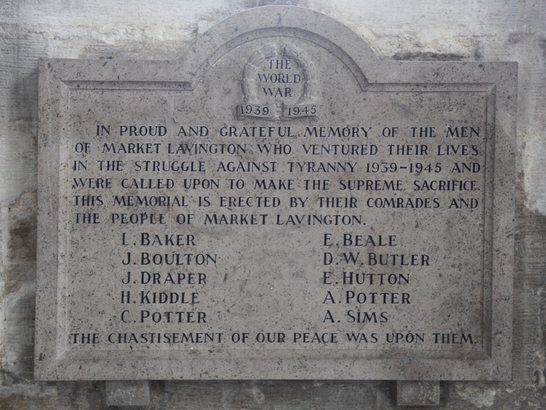 THE
WORLD
WAR
1939 1945
IN PROUD AND GRATEFUL MEMORY OF THE MEN
OF MARKET LAVINGTON WHO VENTURED THEIR LIVES
IN THE STRUGGLE AGAINST TYRANNY 1939-1945 AND
WERE CALLED UPON TO MAKE THE SUPREME SACRIFICE.
THIS MEMORIAL IS ERECTED BY THEIR COMRADES AND
THE PEOPLE OF MARKET LAVINGTON.
L. BAKER E. BEALE
J. BOULTON D. W. BUTLER
J. DRAPER E. HUTTON
H. KIDDLE A. POTTER
C. POTTER A. SIMS
THE CHASTISEMENT OF OUR PEACE WAS UPON THEM.